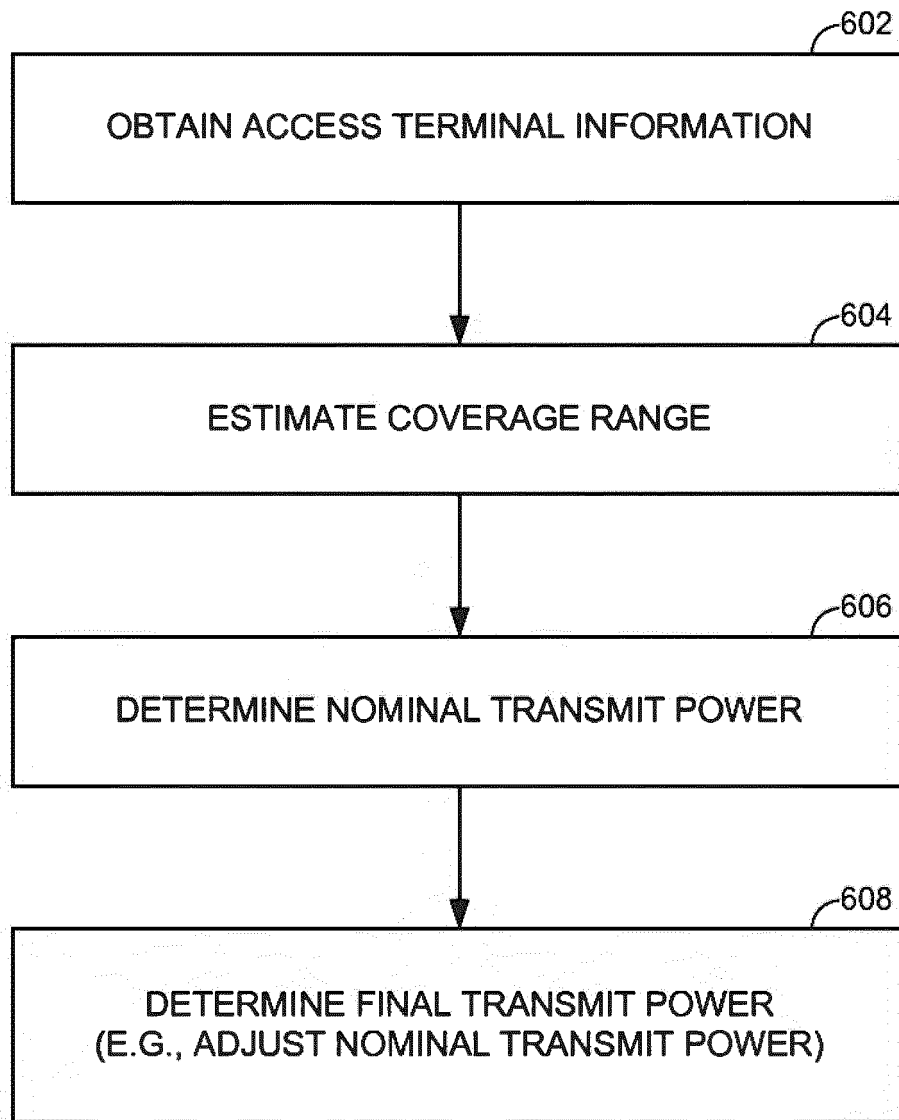 602
OBTAIN ACCESS TERMINAL INFORMATION
604
ESTIMATE COVERAGE RANGE
606
DETERMINE NOMINAL TRANSMIT POWER
608
DETERMINE FINAL TRANSMIT POWER
(E.G., ADJUST NOMINAL TRANSMIT POWER)